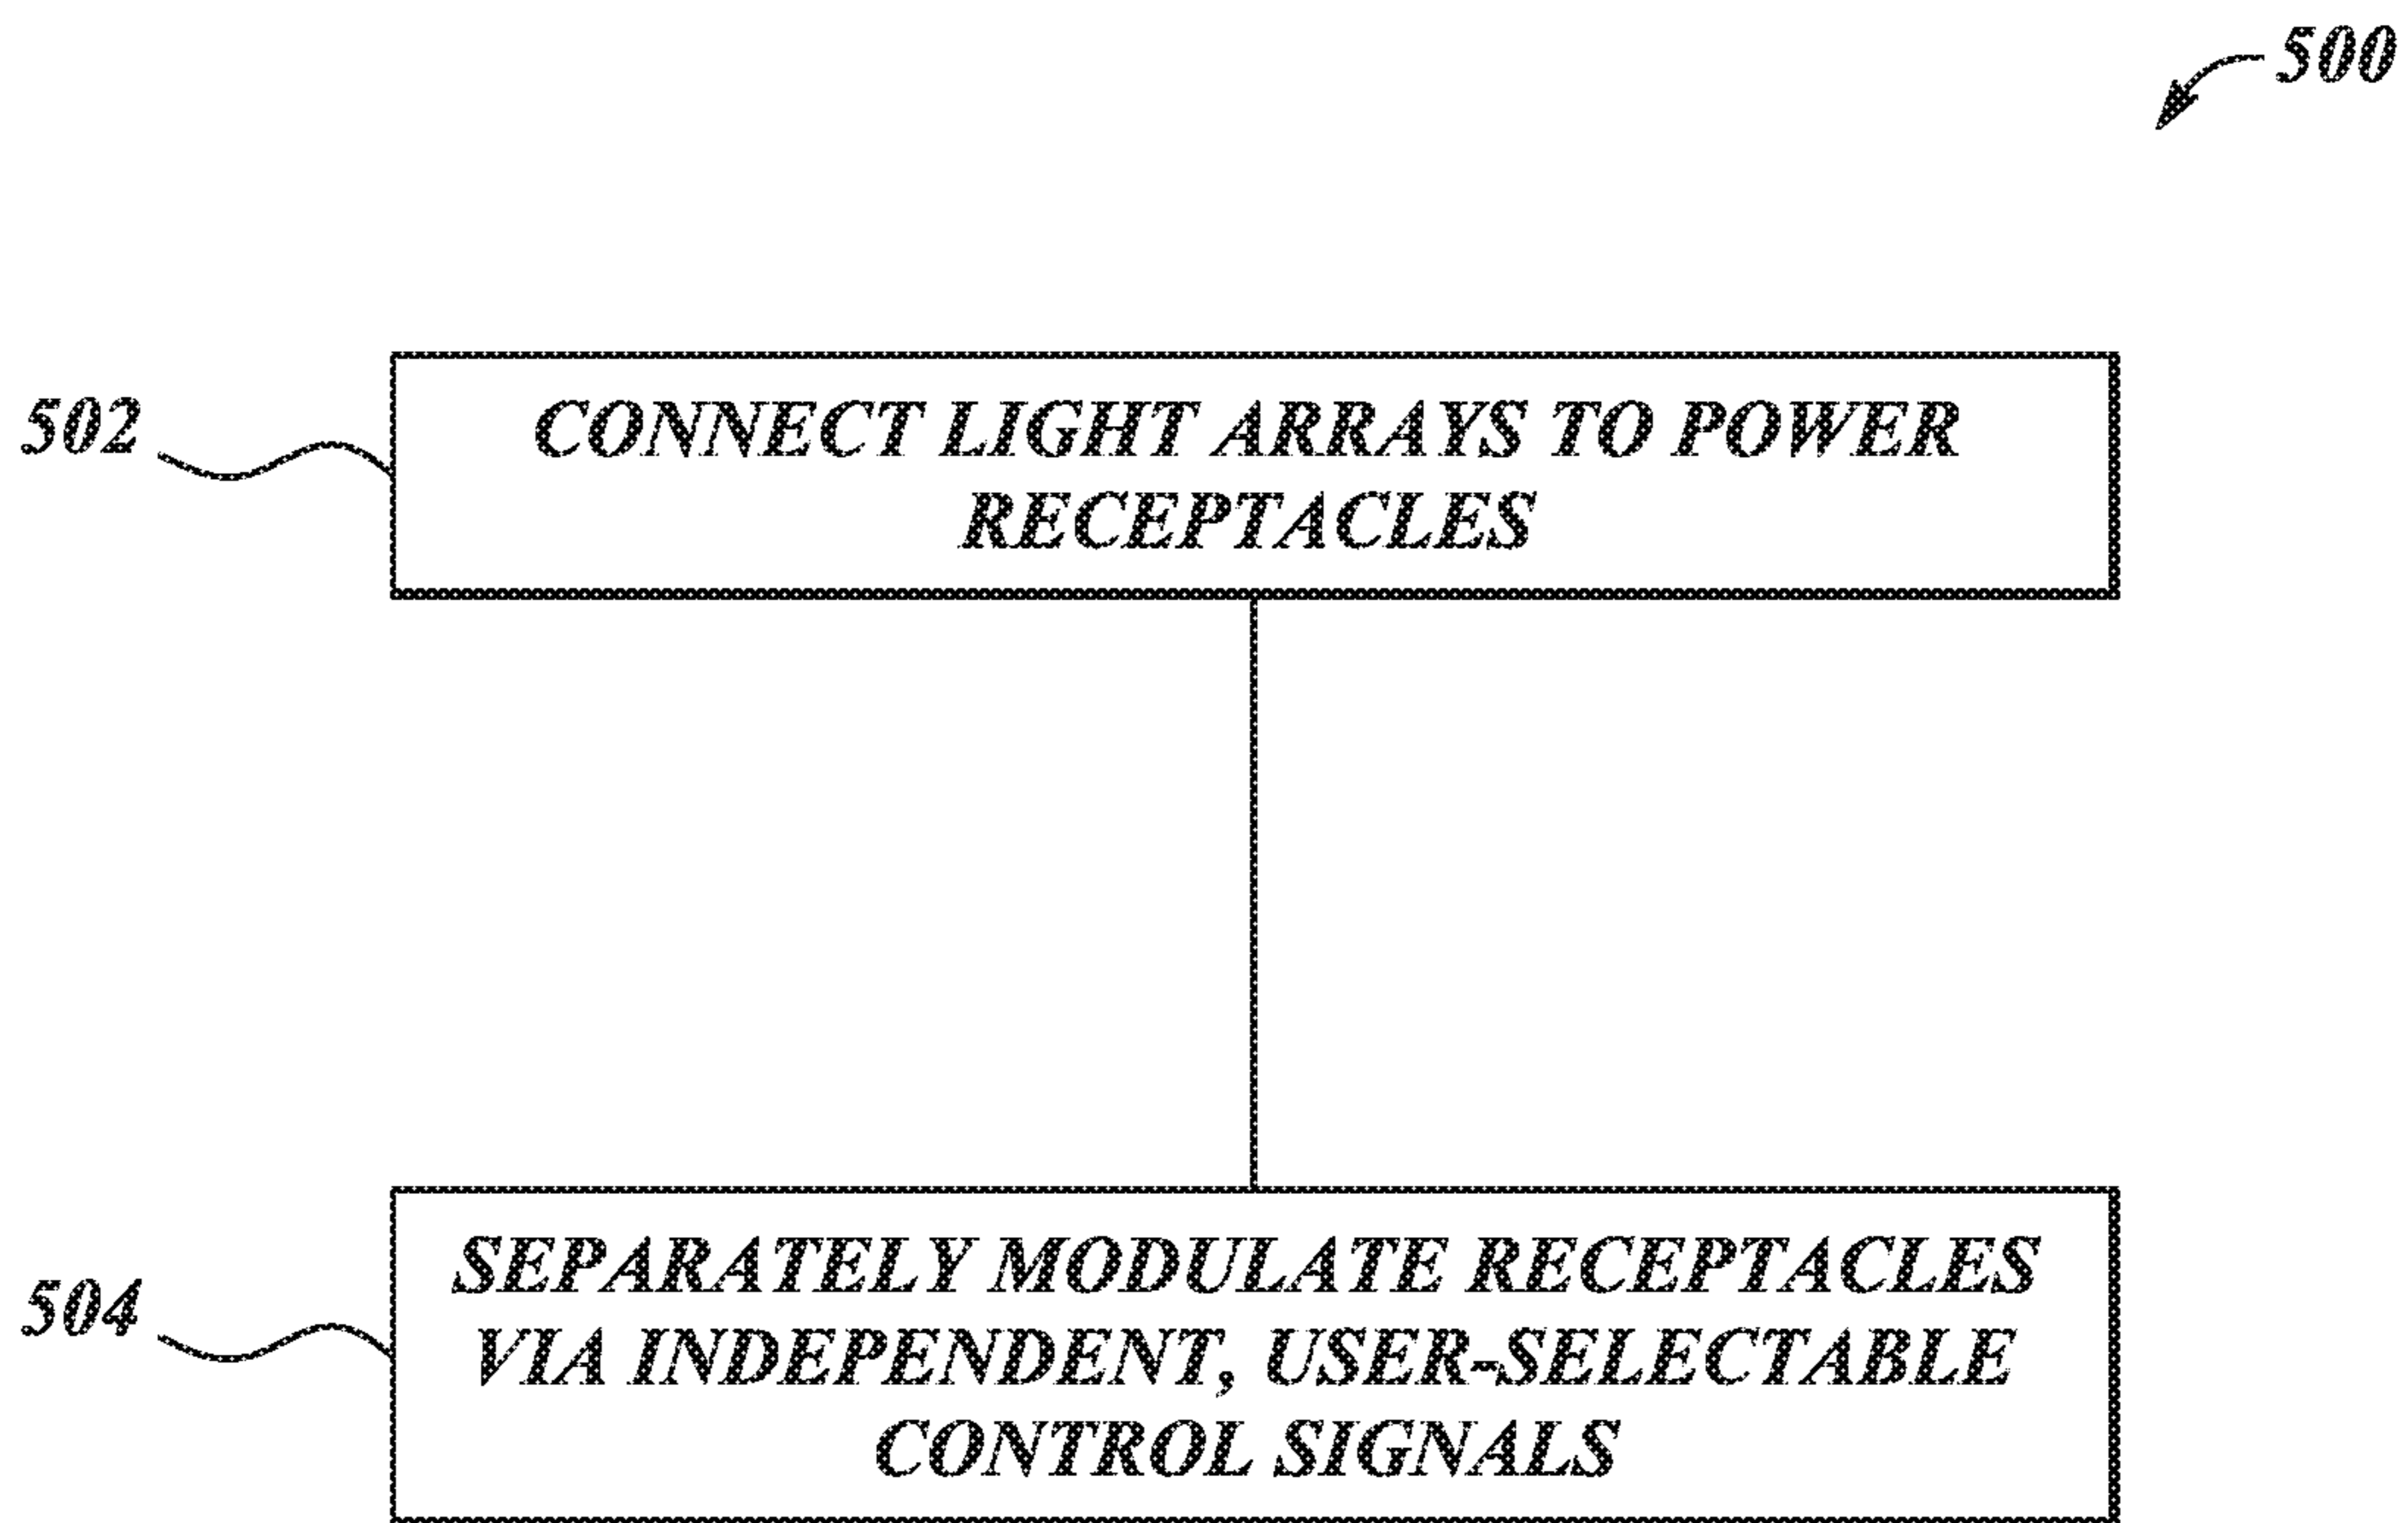 500
502
CONNECT LIGHT ARRAYS TO POWER
RECEPTACLES
504
SEPARATELY MODULATE RECEPTACLES
VIA INDEPENDENT, USER-SELECTABLE
CONTROL SIGNALS